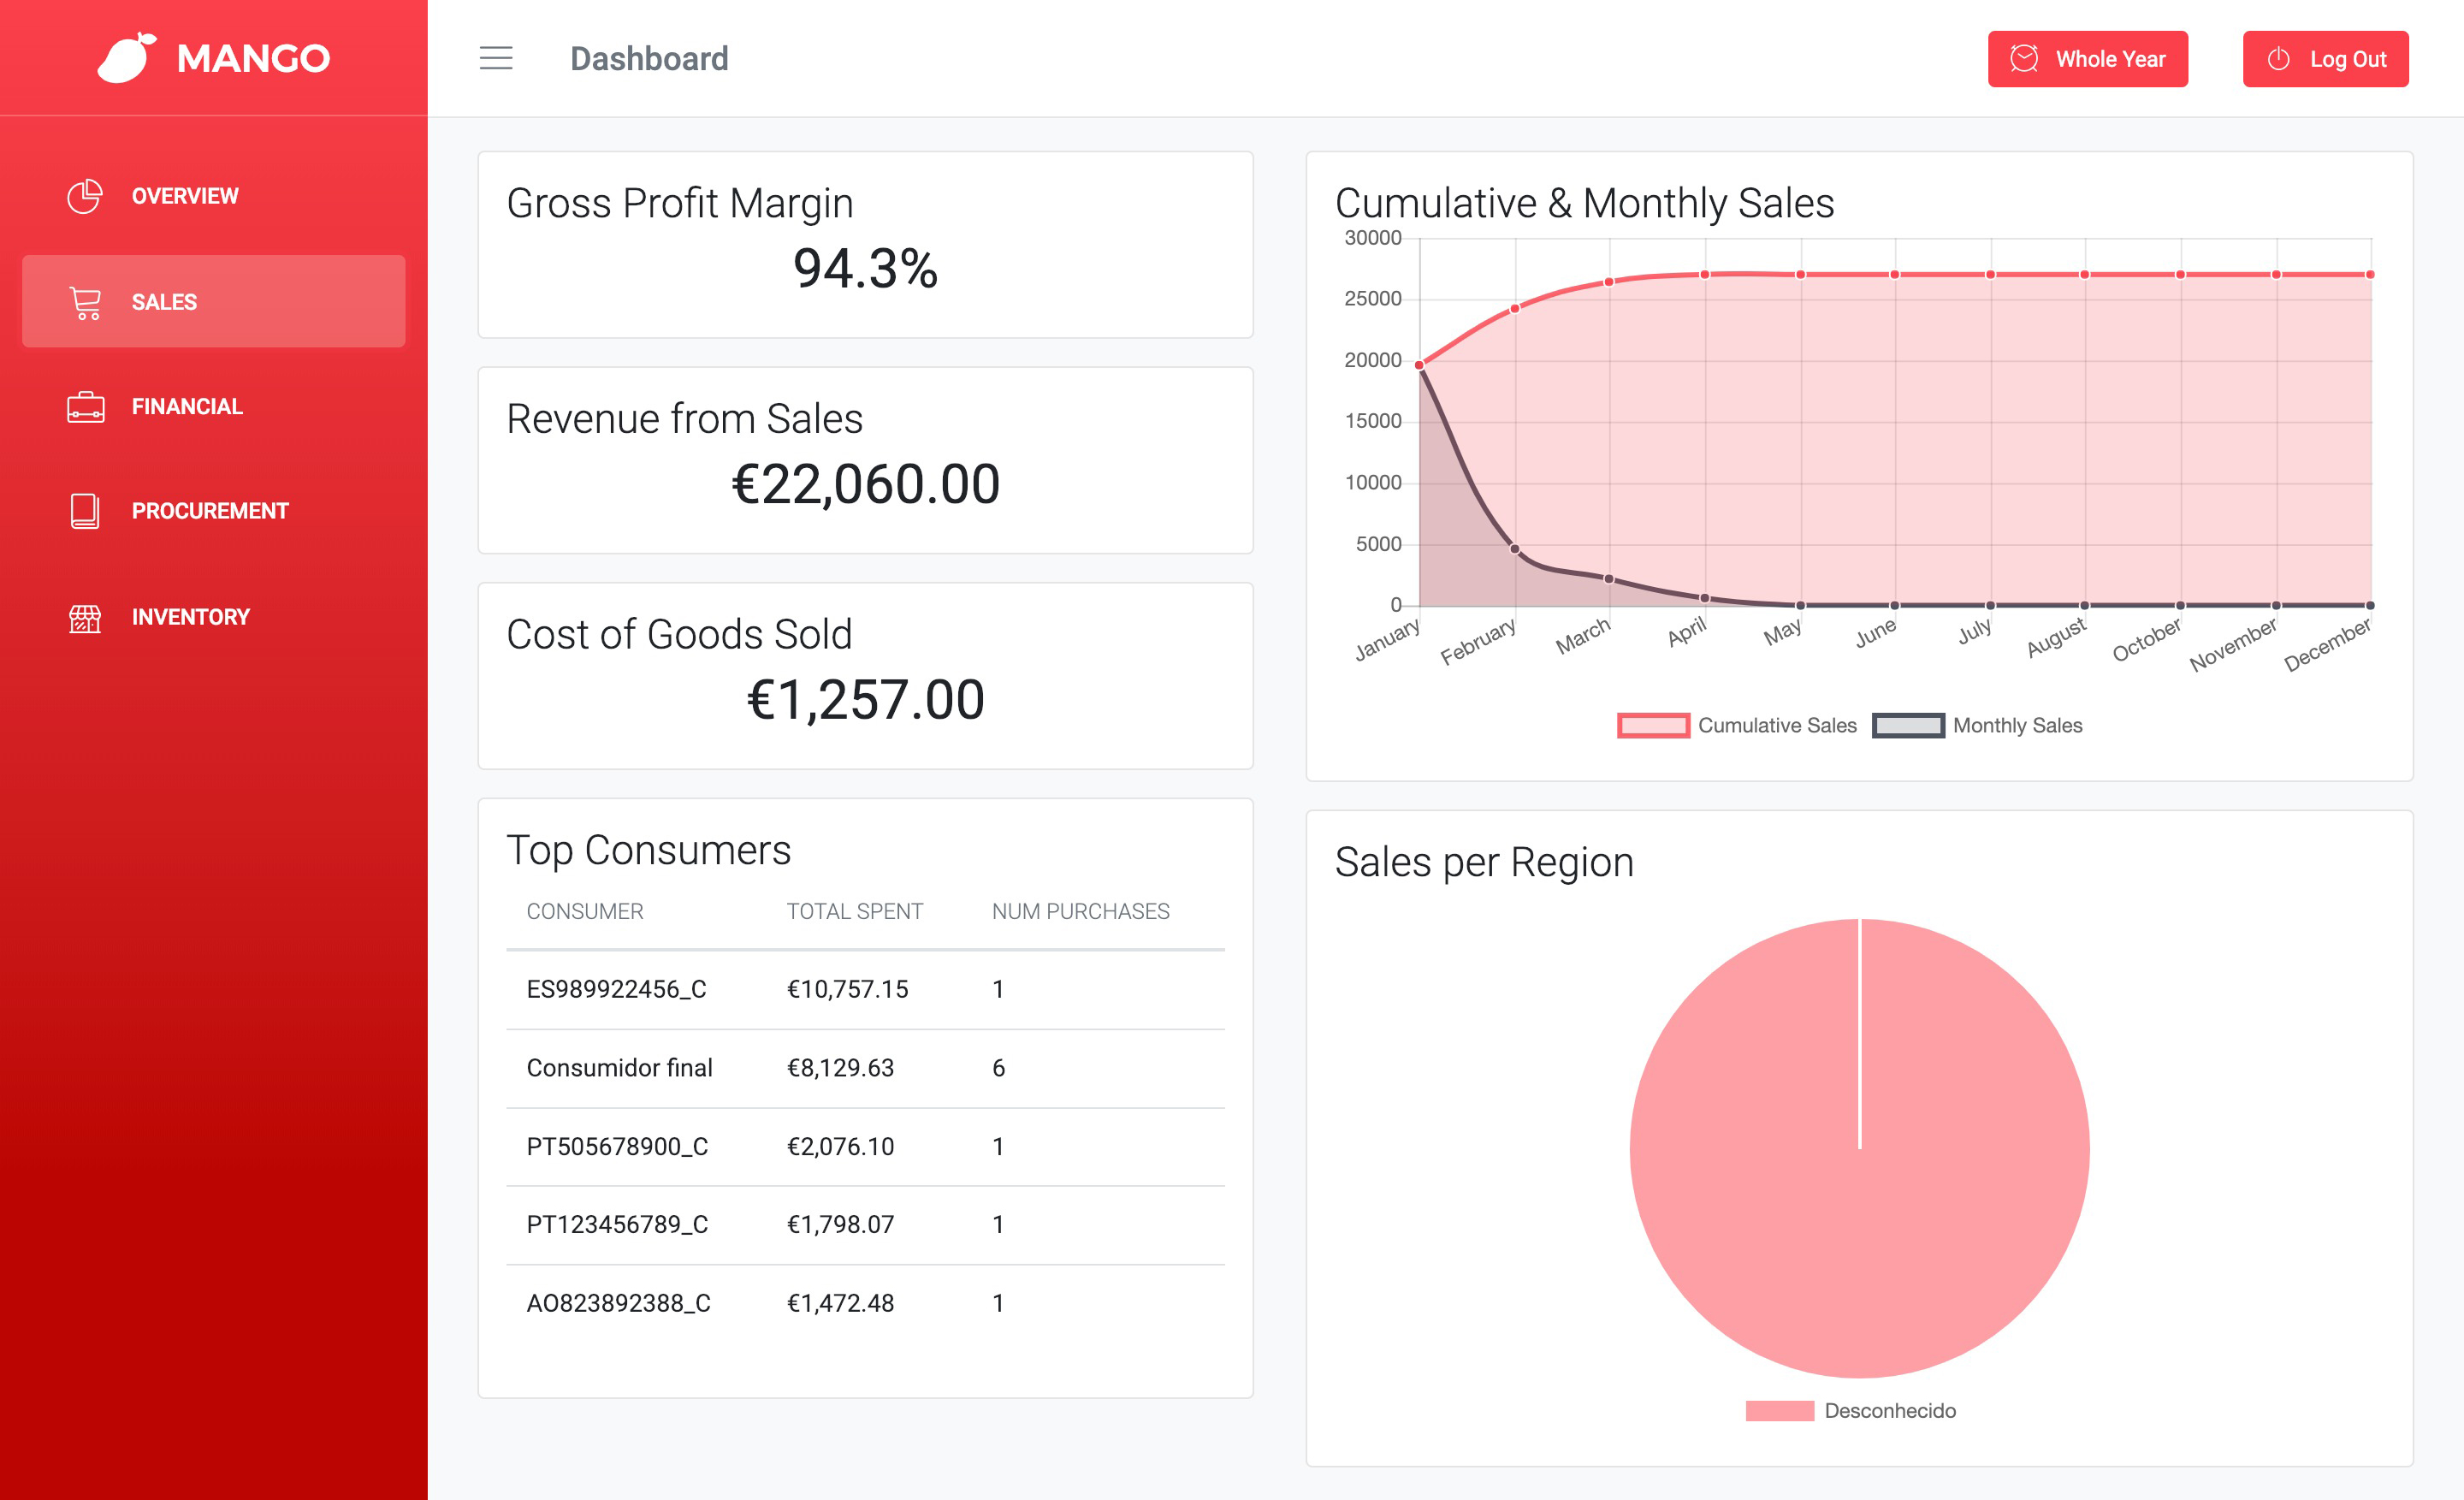 MANGO
Dashboard
Whole Year
Log Out
OVERVIEW
SALES
FINANCIAL
PROCUREMENT
INVENTORY
Gross Profit Margin
94.3%
Revenue from Sales
€22,060.00
Cost of Goods Sold
€1,257.00
Top Consumers
CONSUMER TOTAL SPENT NUM PURCHASES
ES989922456_C €10,757.15 1
Consumidor final €8,129.63 6
PT505678900_C €2,076.10 1
PT123456789_C €1,798.07 1
AO823892388_C €1,472.48 1
Cumulative & Monthly Sales
30000
25000
20000
15000
10000
5000
0
January February March April May June July August October November December
Cumulative Sales Monthly Sales
Sales per Region
Desconhecido